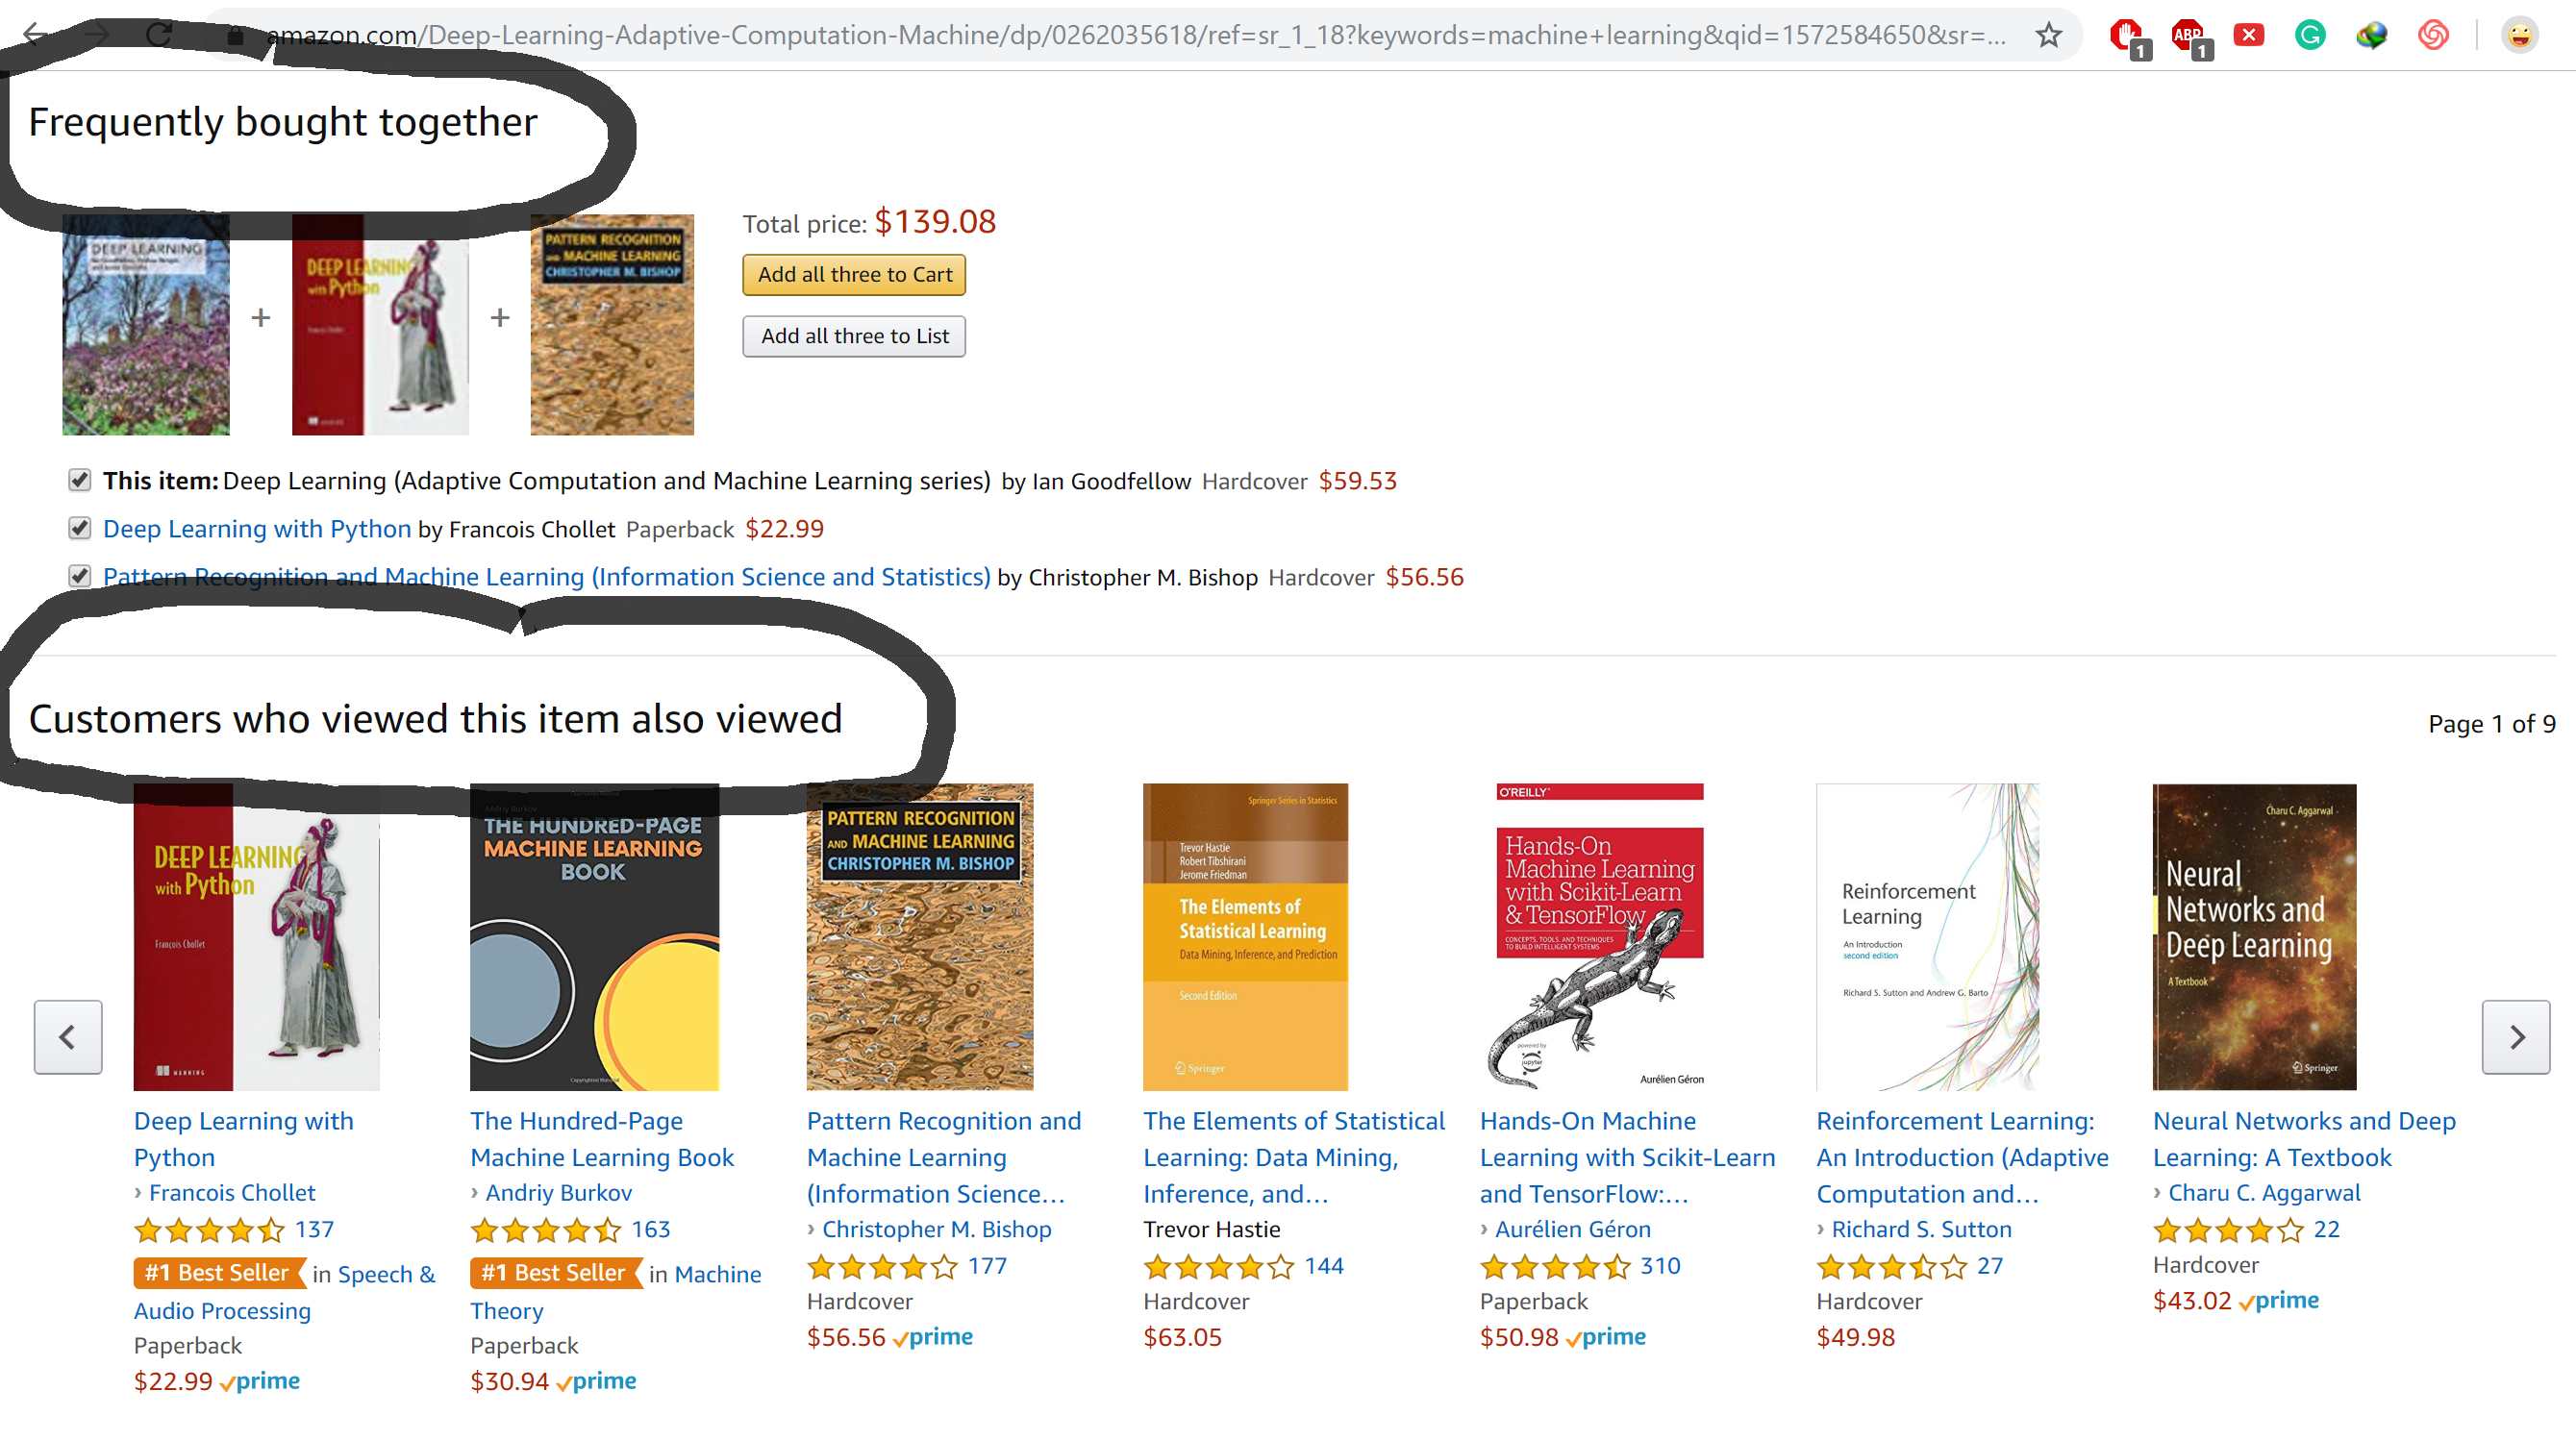 amazon.com/Deep-Learning-Adaptive-Computation-Machine/dp/0262035618/ref=sr_1_18?keywords=machine+learning&qid=1572584650&sr=...
1
ABP
1
Frequently bought together
DEEP LEARNING
DEEP LEARNING
with Python
PATTERN RECOGNITION
AND MACHINE LEARNING
CHRISTOPHER M. BISHOP
+
+
Total price: $139.08
Add all three to Cart
Add all three to List
This item: Deep Learning (Adaptive Computation and Machine Learning series) by Ian Goodfellow Hardcover $59.53
Deep Learning with Python by Francois Chollet Paperback $22.99
Pattern Recognition and Machine Learning (Information Science and Statistics) by Christopher M. Bishop Hardcover $56.56
Customers who viewed this item also viewed
Page 1 of 9
DEEP LEARNING
with Python
François Chollet
MANNING
Andriy Burkov
THE HUNDRED-PAGE
MACHINE LEARNING
BOOK
PATTERN RECOGNITION
AND MACHINE LEARNING
CHRISTOPHER M. BISHOP
Springer Series in Statistics
Trevor Hastie
Robert Tibshirani
Jerome Friedman
The Elements of
Statistical Learning
Data Mining, Inference, and Prediction
Second Edition
Springer
O'REILLY'
Hands-On
Machine Learning
with Scikit-Learn
& TensorFlow
CONCEPTS, TOOLS, AND TECHNIQUES
TO BUILD INTELLIGENT SYSTEMS
powered by
jupyter
Aurélien Géron
Reinforcement
Learning
An Introduction
second edition
Richard S. Sutton and Andrew G. Barto
Charu C. Aggarwal
Neural
Networks and
Deep Learning
A Textbook
Springer
Deep Learning with
Python
› Francois Chollet
137
#1 Best Seller in Speech &
Audio Processing
Paperback
$22.99 prime
The Hundred-Page
Machine Learning Book
› Andriy Burkov
163
#1 Best Seller in Machine
Theory
Paperback
$30.94 prime
Pattern Recognition and
Machine Learning
(Information Science…
› Christopher M. Bishop
177
Hardcover
$56.56 prime
The Elements of Statistical
Learning: Data Mining,
Inference, and…
Trevor Hastie
144
Hardcover
$63.05
Hands-On Machine
Learning with Scikit-Learn
and TensorFlow:…
› Aurélien Géron
310
Paperback
$50.98 prime
Reinforcement Learning:
An Introduction (Adaptive
Computation and…
› Richard S. Sutton
27
Hardcover
$49.98
Neural Networks and Deep
Learning: A Textbook
› Charu C. Aggarwal
22
Hardcover
$43.02 prime